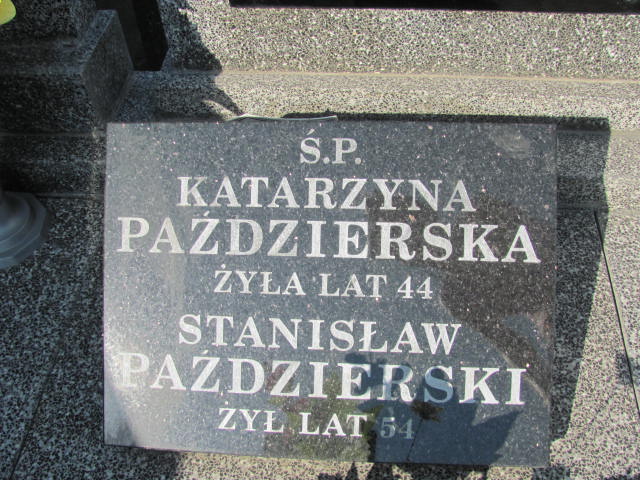 Ś.P.
KATARZYNA
PAŹDZIERSKA
ŻYŁA LAT 44
STANISŁAW
PAŹDZIERSKI
ŻYŁ LAT 54